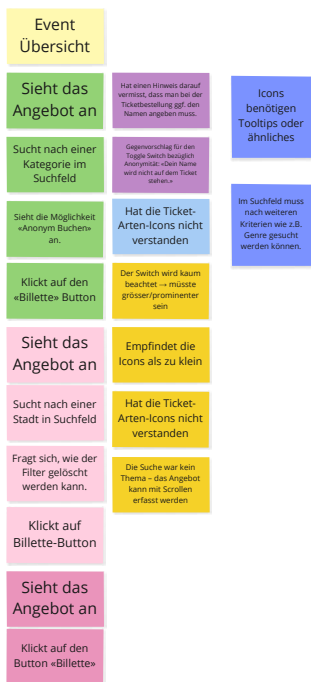 Event
Übersicht
Sieht das
Angebot an
Sucht nach einer
Kategorie im
Suchfeld
Sieht die Möglichkeit
«Anonym Buchen»
an.
Klickt auf den
«Billette» Button
Sieht das
Angebot an
Sucht nach einer
Stadt in Suchfeld
Fragt sich, wie der
Filter gelöscht
werden kann.
Klickt auf
Billette-Button
Sieht das
Angebot an
Klickt auf den
Button «Billette»
Hat einen Hinweis darauf
vermisst, dass man bei der
Ticketbestellung ggf. den
Namen angeben muss.
Gegenvorschlag für den
Toggle Switch bezüglich
Anonymität: «Dein Name
wird nicht auf dem Ticket
stehen.»
Hat die Ticket-
Arten-Icons nicht
verstanden
Der Switch wird kaum
beachtet → müsste
grösser/prominenter
sein
Empfindet die
Icons als zu klein
Hat die Ticket-
Arten-Icons nicht
verstanden
Die Suche war kein
Thema – das Angebot
kann mit Scrollen
erfasst werden
Icons
benötigen
Tooltips oder
ähnliches
Im Suchfeld muss
nach weiteren
Kriterien wie z.B.
Genre gesucht
werden können.